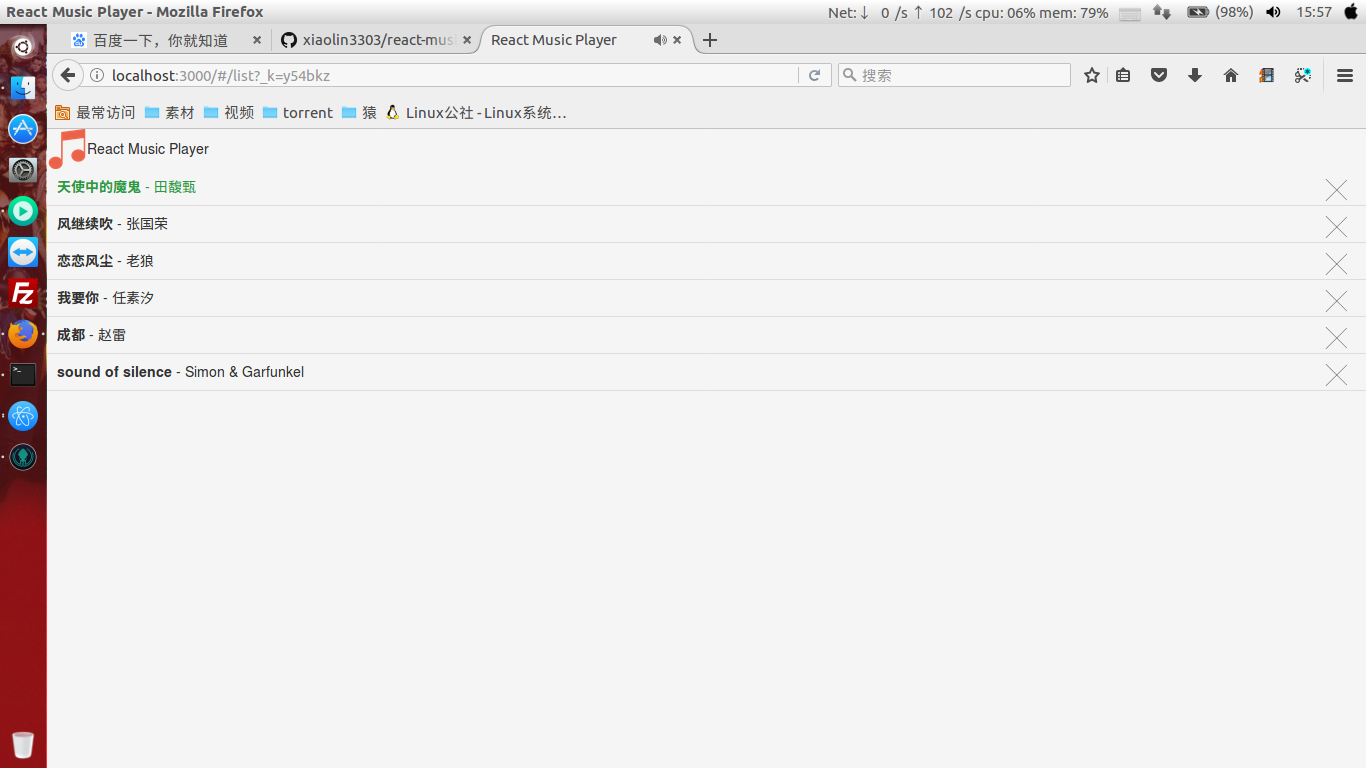 React Music Player - Mozilla Firefox
Net:↓ 0 /s ↑ 102 /s cpu: 06% mem: 79% (98%) 15:57
百度一下，你就知道 xiaolin3303/react-mus React Music Player
localhost:3000/#/list?_k=y54bkz 搜索
最常访问 素材 视频 torrent 猿 Linux公社 - Linux系统...
React Music Player
天使中的魔鬼 - 田馥甄
风继续吹 - 张国荣
恋恋风尘 - 老狼
我要你 - 任素汐
成都 - 赵雷
sound of silence - Simon & Garfunkel